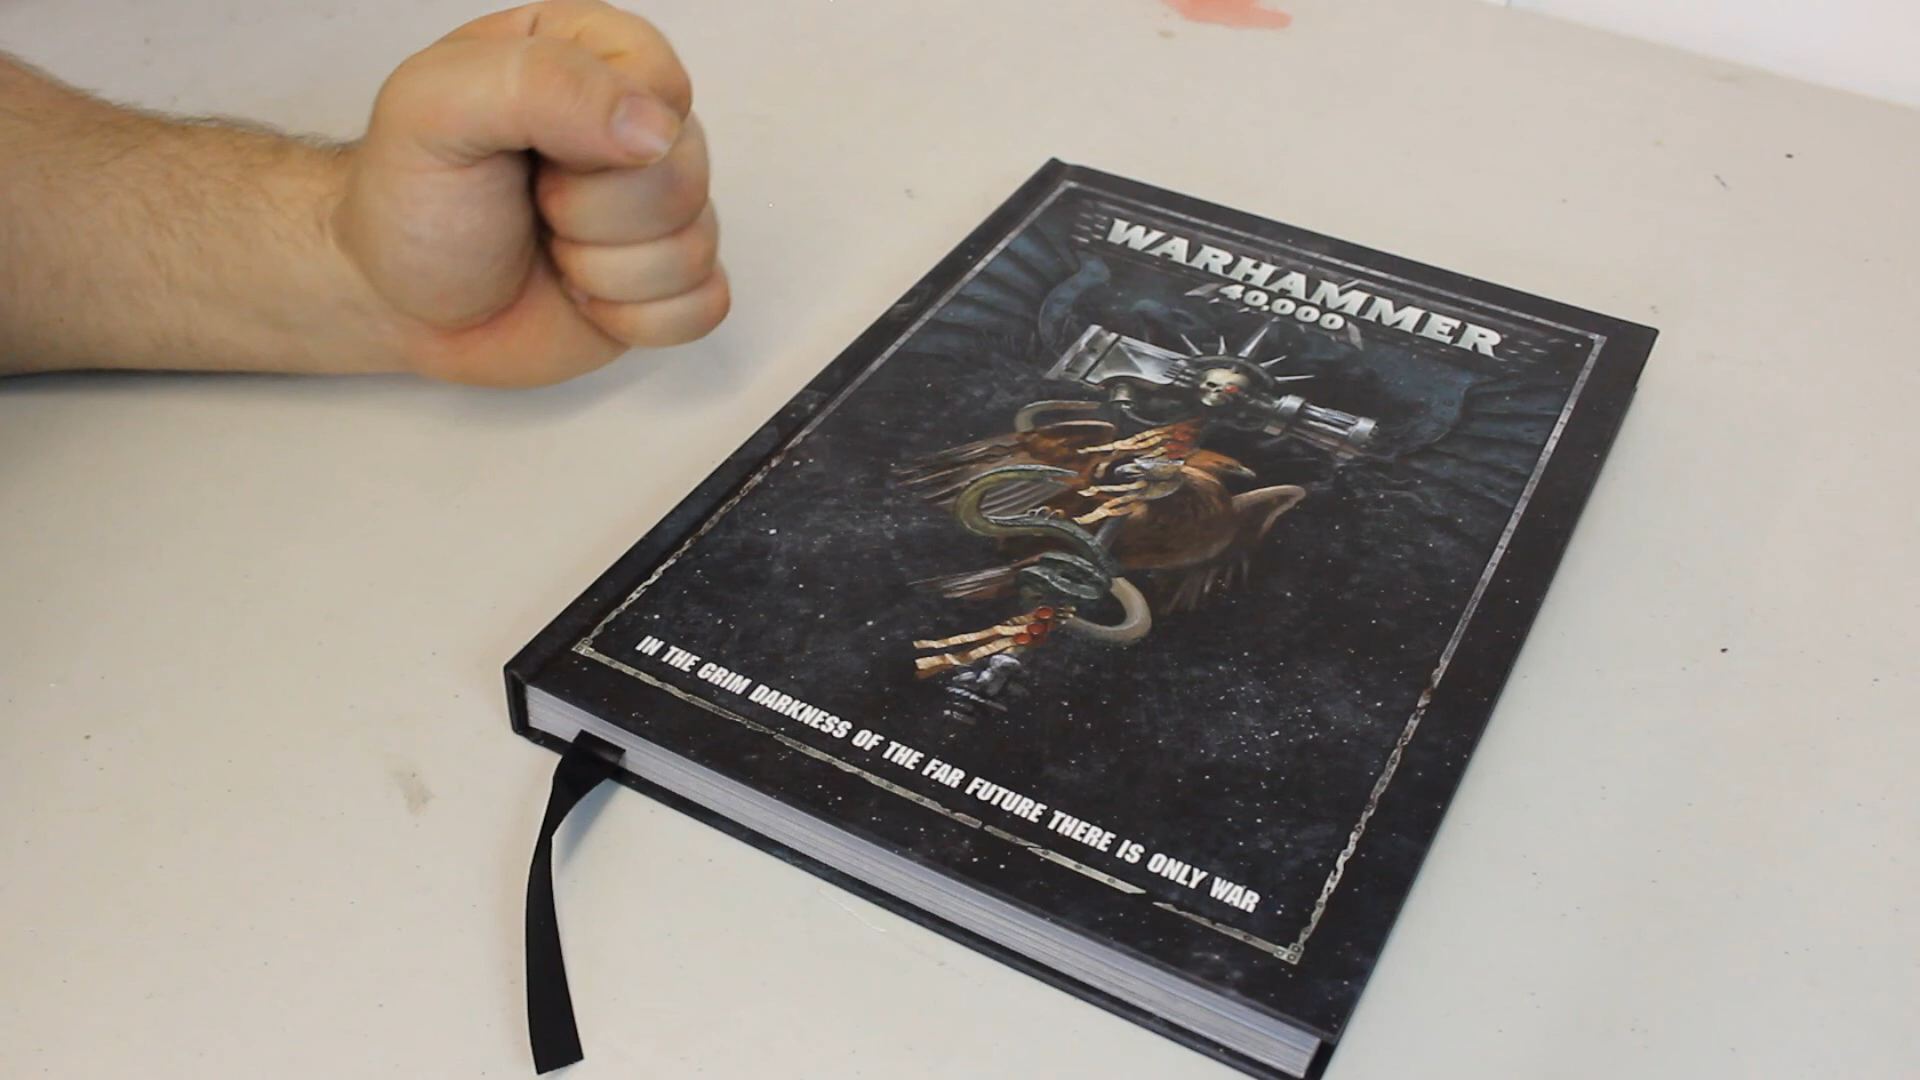 WARHAMMER
40,000
IN THE GRIM DARKNESS OF THE FAR FUTURE THERE IS ONLY WAR